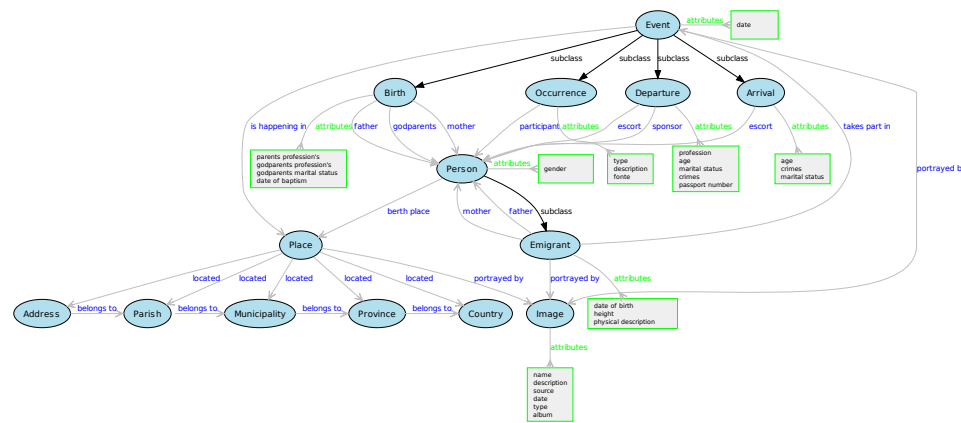 Event
attributes
date
subclass
subclass
subclass
subclass
Birth
Occurrence
Departure
Arrival
is happening in
attributes
father
godparents
mother
participant
attributes
escort
sponsor
attributes
escort
attributes
takes part in
parents profession's
godparents profession's
godparents marital status
date of baptism
Person
attributes
gender
type
description
fonte
profession
age
marital status
crimes
passport number
age
crimes
marital status
portrayed b
berth place
mother
father
subclass
Place
Emigrant
located
located
located
located
located
portrayed by
portrayed by
attributes
Address
belongs to
Parish
belongs to
Municipality
belongs to
Province
belongs to
Country
Image
date of birth
height
physical description
attributes
name
description
source
date
type
album